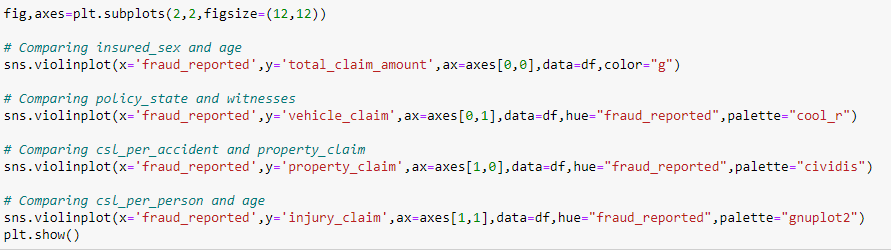 fig,axes=plt.subplots(2,2,figsize=(12,12))
# Comparing insured_sex and age
sns.violinplot(x='fraud_reported',y='total_claim_amount',ax=axes[0,0],data=df,color="g")
# Comparing policy_state and witnesses
sns.violinplot(x='fraud_reported',y='vehicle_claim',ax=axes[0,1],data=df,hue="fraud_reported",palette="cool_r")
# Comparing csl_per_accident and property_claim
sns.violinplot(x='fraud_reported',y='property_claim',ax=axes[1,0],data=df,hue="fraud_reported",palette="cividis")
# Comparing csl_per_person and age
sns.violinplot(x='fraud_reported',y='injury_claim',ax=axes[1,1],data=df,hue="fraud_reported",palette="gnuplot2")
plt.show()